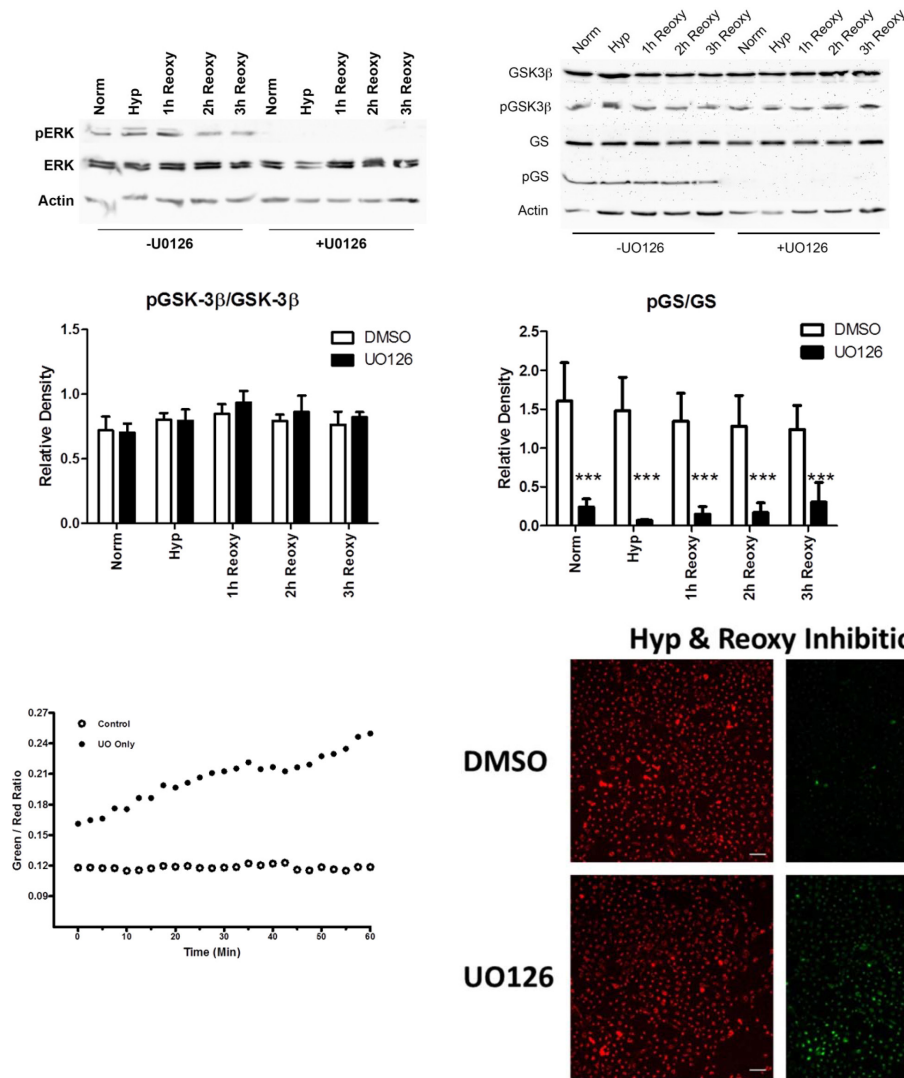 Norm Hyp 1h Reoxy 2h Reoxy 3h Reoxy Norm Hyp 1h Reoxy 2h Reoxy 3h Reoxy
pERK
ERK
Actin
-U0126 +U0126
Norm Hyp 1h Reoxy 2h Reoxy 3h Reoxy Norm Hyp 1h Reoxy 2h Reoxy 3h Reoxy
GSK3β
pGSK3β
GS
pGS
Actin
-UO126 +UO126
pGSK-3β/GSK-3β
DMSO
UO126
Relative Density
1.5
1.0
0.5
0.0
Norm Hyp 1h Reoxy 2h Reoxy 3h Reoxy
pGS/GS
DMSO
UO126
Relative Density
2.5
2.0
1.5
1.0
0.5
0.0
*** *** *** *** ***
Norm Hyp 1h Reoxy 2h Reoxy 3h Reoxy
Control
UO Only
Green / Red Ratio
0.27
0.24
0.21
0.18
0.15
0.12
0.09
0 10 20 30 40 50 60
Time (Min)
Hyp & Reoxy Inhibitio
DMSO
UO126